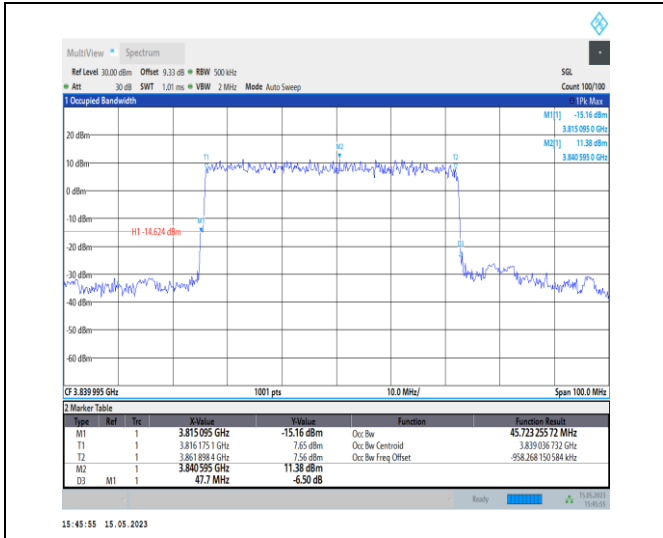 MultiView Spectrum
Ref Level 30.00 dBm Offset 9.33 dB RBW 500 kHz SGL
Att 30 dB SWT 1.01 ms VBW 2 MHz Mode Auto Sweep Count 100/100
1 Occupied Bandwidth 1Pk Max
M1[1] -15.16 dBm
3.815 095 0 GHz
M2[1] 11.38 dBm
3.840 595 0 GHz
20 dBm
10 dBm
0 dBm
-10 dBm
-20 dBm
-30 dBm
-40 dBm
-50 dBm
-60 dBm
T1
M2
T2
M1
H1 -14.624 dBm
D3
CF 3.839 995 GHz 1001 pts 10.0 MHz/ Span 100.0 MHz
2 Marker Table
Type Ref Trc X-Value Y-Value Function Function Result
M1 1 3.815 095 GHz -15.16 dBm Occ Bw 45.723 255 72 MHz
T1 1 3.816 175 1 GHz 7.65 dBm Occ Bw Centroid 3.839 036 732 GHz
T2 1 3.861 898 4 GHz 7.56 dBm Occ Bw Freq Offset -958.268 150 584 kHz
M2 1 3.840 595 GHz 11.38 dBm
D3 M1 1 47.7 MHz -6.50 dB
Ready 15.05.2023
15:45:55
15:45:55 15.05.2023